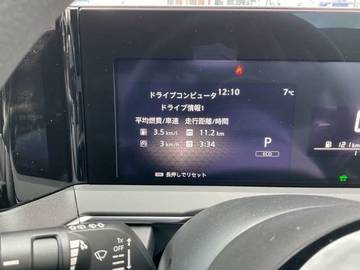 ドライブコンピュータ 12:10 7℃
ドライブ情報1
平均燃費/車速 走行距離/時間
3.5 km/l 11.2 km
3 km/h 3:34
P
ECO
長押しでリセット
1x
OFF